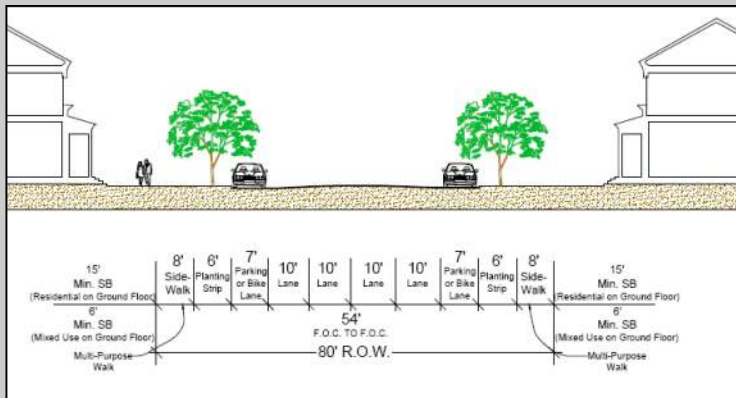 15'
Min. SB
(Residential on Ground Floor)
6'
Min. SB
(Mixed Use on Ground Floor)
Multi-Purpose
Walk
8'
Side-
Walk
6'
Planting
Strip
7'
Parking
or Bike
Lane
10'
Lane
10'
Lane
10'
Lane
10'
Lane
7'
Parking
or Bike
Lane
6'
Planting
Strip
8'
Side-
Walk
54'
F.O.C. TO F.O.C.
80' R.O.W.
15'
Min. SB
(Residential on Ground Floor)
6'
Min. SB
(Mixed Use on Ground Floor)
Multi-Purpose
Walk